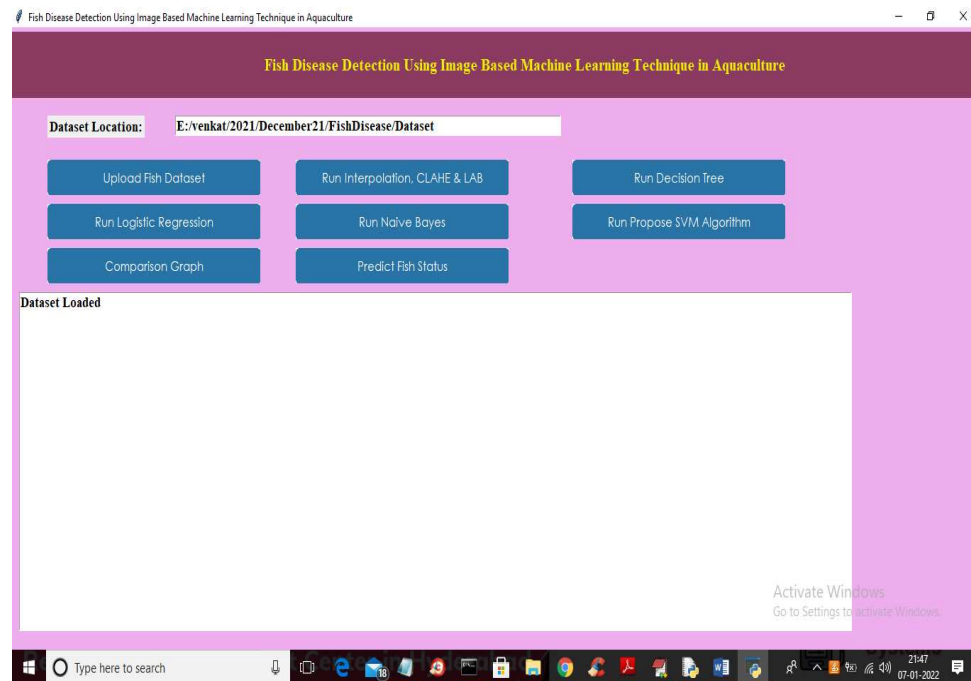 Fish Disease Detection Using Image Based Machine Learning Technique in Aquaculture
Fish Disease Detection Using Image Based Machine Learning Technique in Aquaculture
Dataset Location: E:/venkat/2021/December21/FishDisease/Dataset
Upload Fish Dataset Run Interpolation, CLAHE & LAB Run Decision Tree
Run Logistic Regression Run Naive Bayes Run Propose SVM Algorithm
Comparison Graph Predict Fish Status
Dataset Loaded
Activate Windows
Go to Settings to activate Windows.
Type here to search
18
21:47
07-01-2022